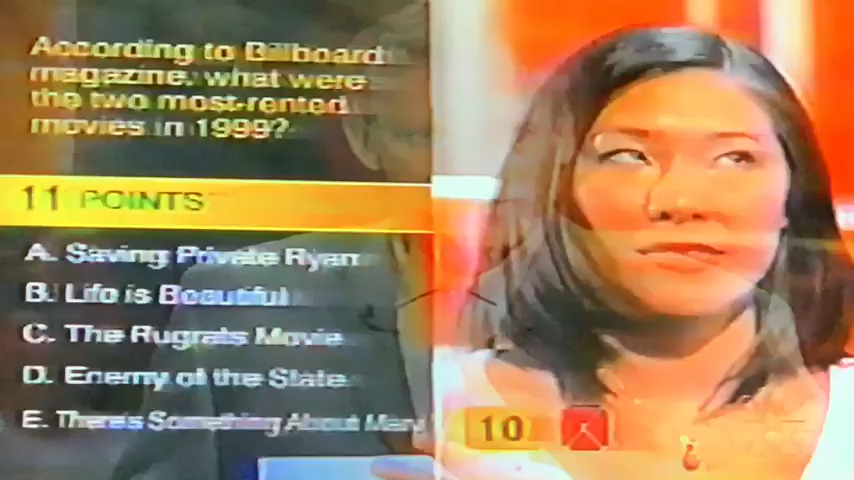 According to Billboard
magazine, what were
the two most-rented
movies in 1999?
11 POINTS
A. Saving Private Ryan
B. Life is Beautiful
C. The Rugrats Movie
D. Enemy of the State
E. There's Something About Mary
10